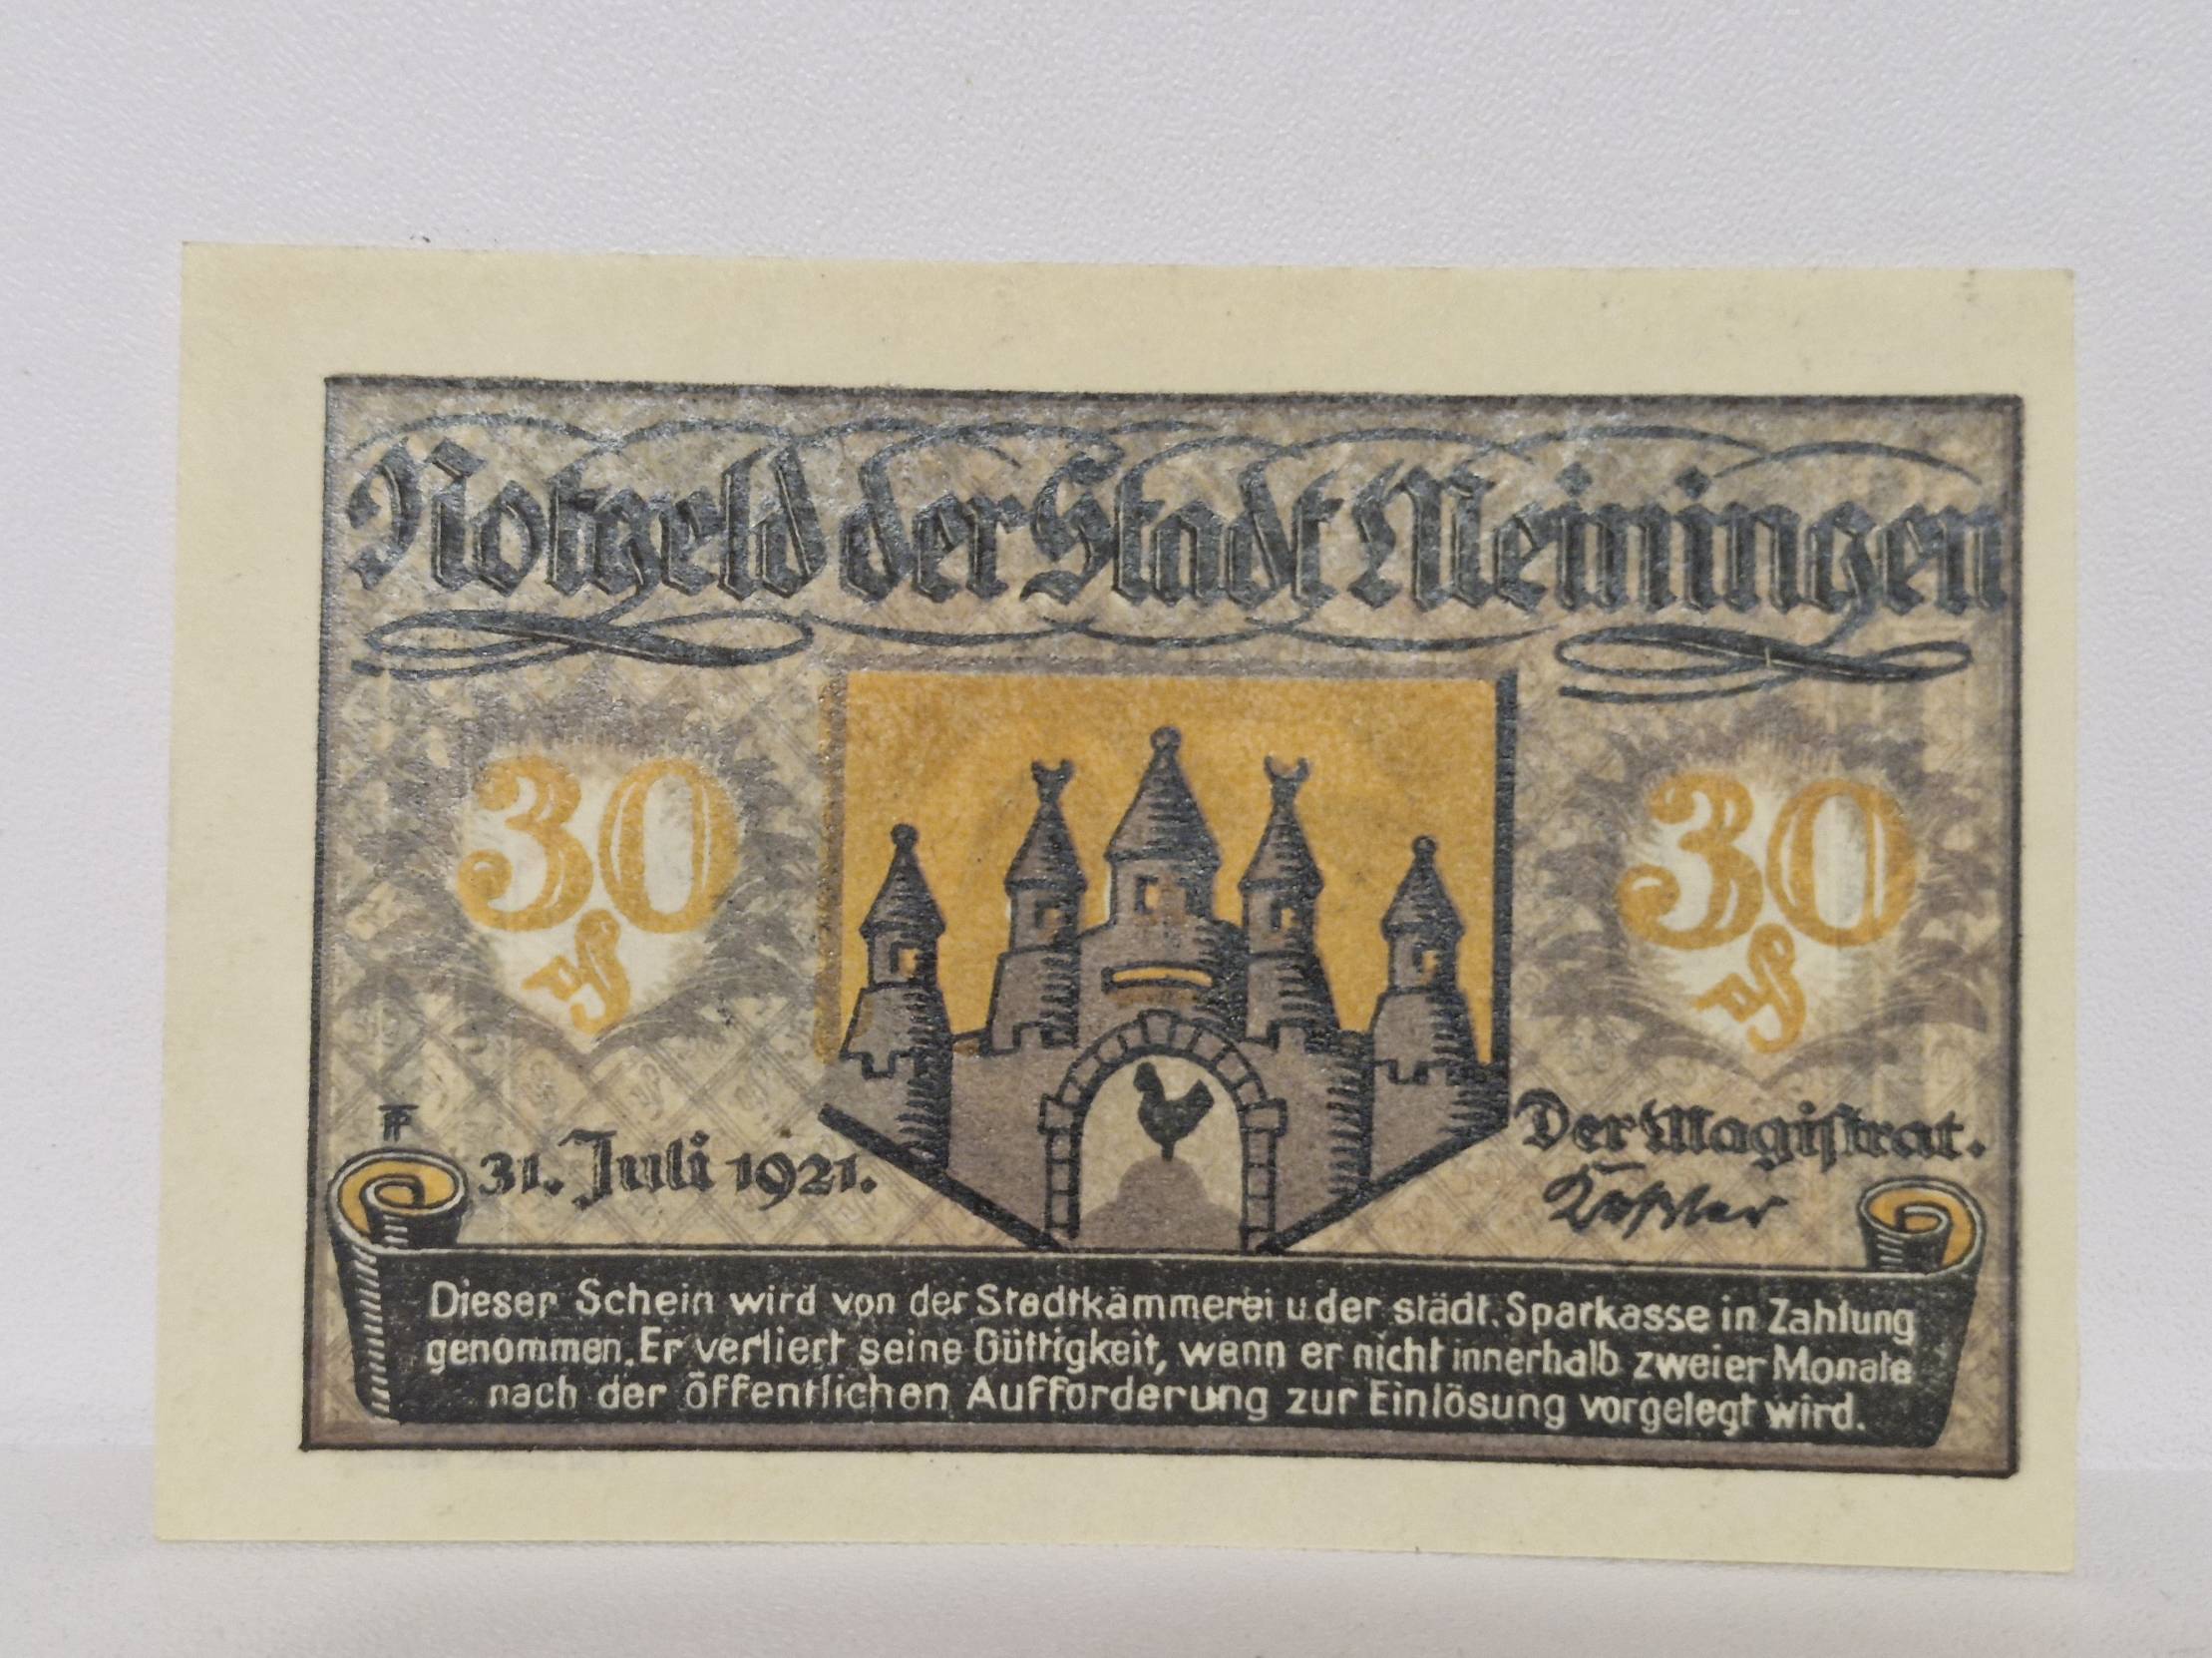 Notgeld der Stadt Meiningen
30
₰
30
₰
31. Juli 1921.
Der Magistrat.
Dieser Schein wird von der Stadtkämmerei u der städt. Sparkasse in Zahlung
genommen. Er verliert seine Gültigkeit, wenn er nicht innerhalb zweier Monate
nach der öffentlichen Aufforderung zur Einlösung vorgelegt wird.